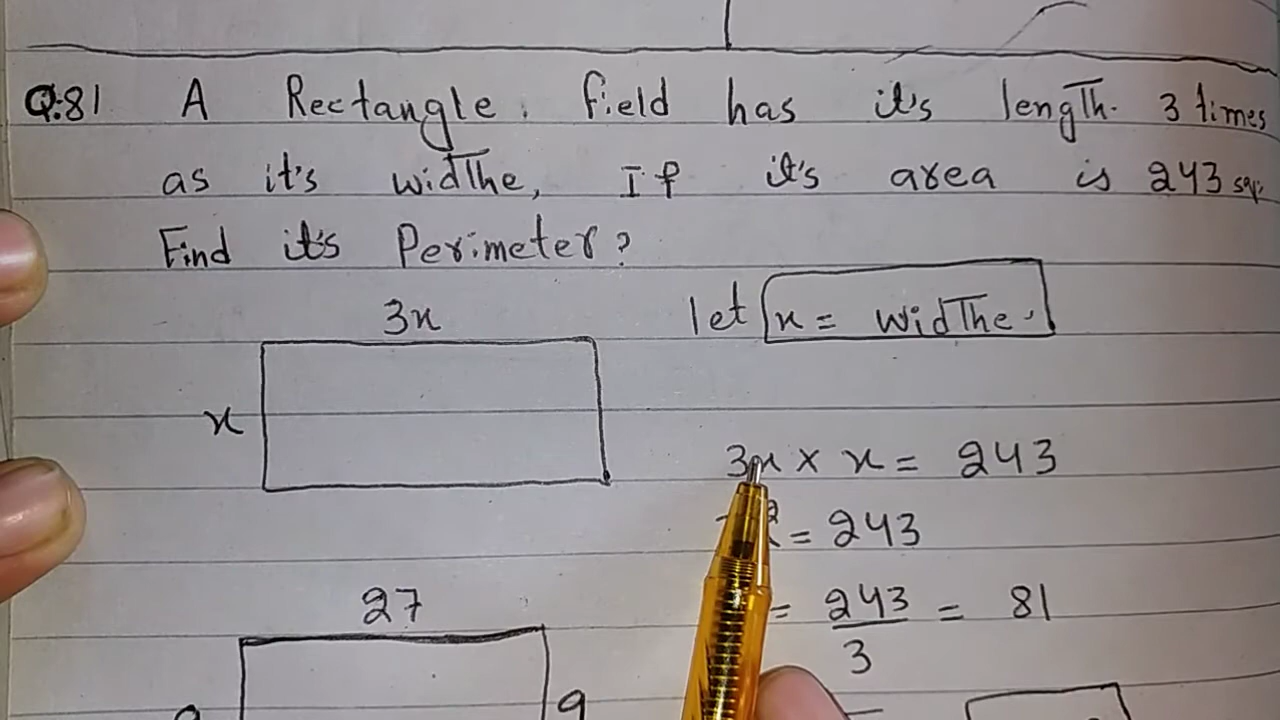 Q:81 A Rectangle. field has it's length. 3 times
as it's widthe, If it's area is 243 sq.
Find it's Perimeter?
3x
let x = widthe.
x
3x × x = 243
= 243
27
= 243/3 = 81
9